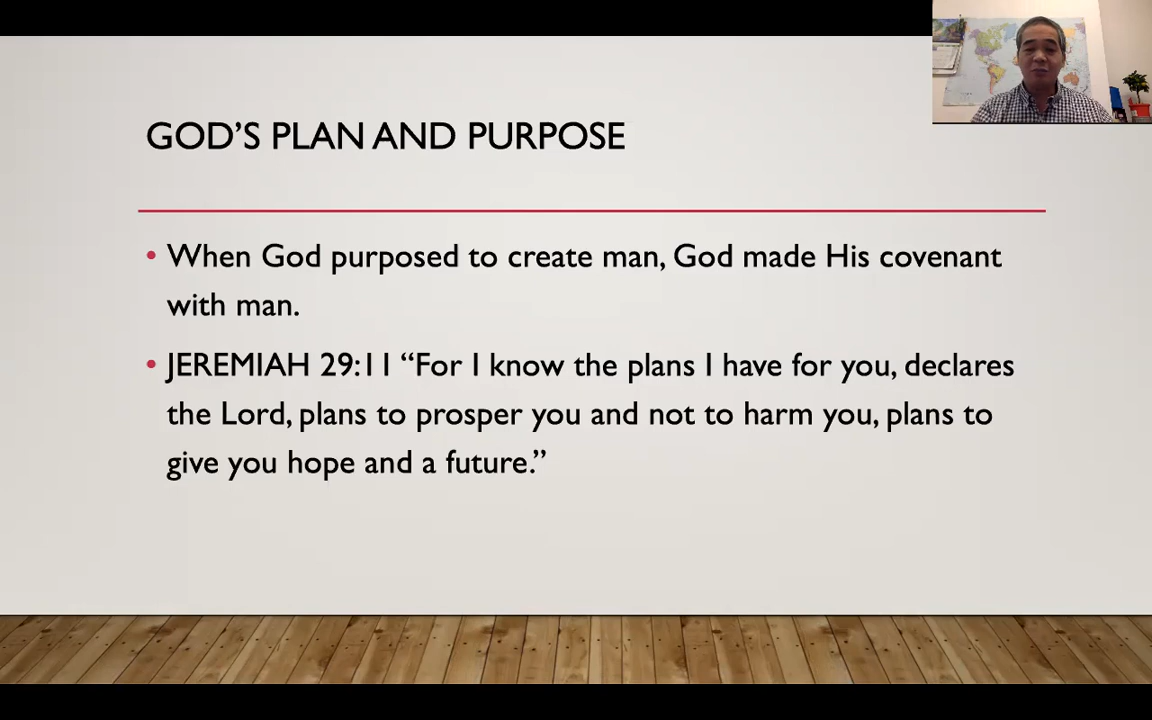 GOD’S PLAN AND PURPOSE
• When God purposed to create man, God made His covenant
with man.
• JEREMIAH 29:11 “For I know the plans I have for you, declares
the Lord, plans to prosper you and not to harm you, plans to
give you hope and a future.”